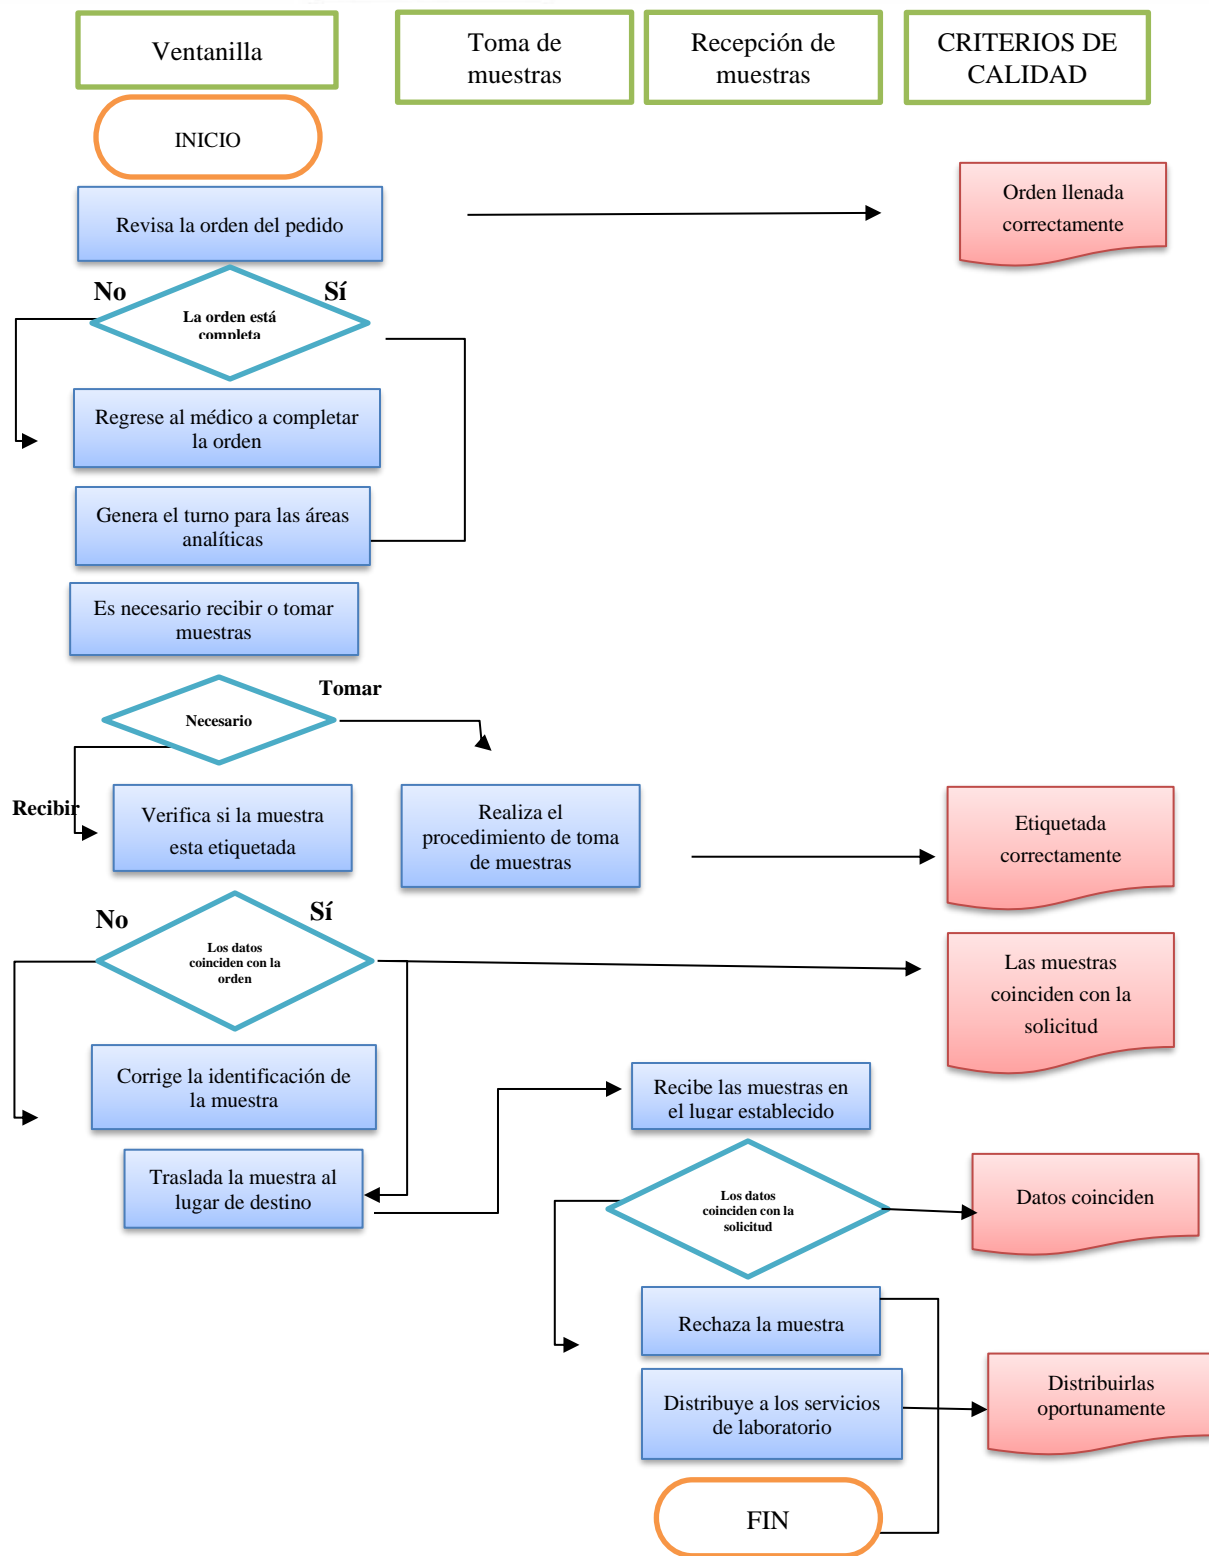 Ventanilla
Toma de
muestras
Recepción de
muestras
CRITERIOS DE
CALIDAD
INICIO
Revisa la orden del pedido
Orden llenada
correctamente
No
Sí
La orden está
completa
Regrese al médico a completar
la orden
Genera el turno para las áreas
analíticas
Es necesario recibir o tomar
muestras
Tomar
Necesario
Recibir
Verifica si la muestra
esta etiquetada
Realiza el
procedimiento de toma
de muestras
Etiquetada
correctamente
No
Sí
Los datos
coinciden con la
orden
Las muestras
coinciden con la
solicitud
Corrige la identificación de
la muestra
Recibe las muestras en
el lugar establecido
Traslada la muestra al
lugar de destino
Los datos
coinciden con la
solicitud
Datos coinciden
Rechaza la muestra
Distribuye a los servicios
de laboratorio
Distribuirlas
oportunamente
FIN